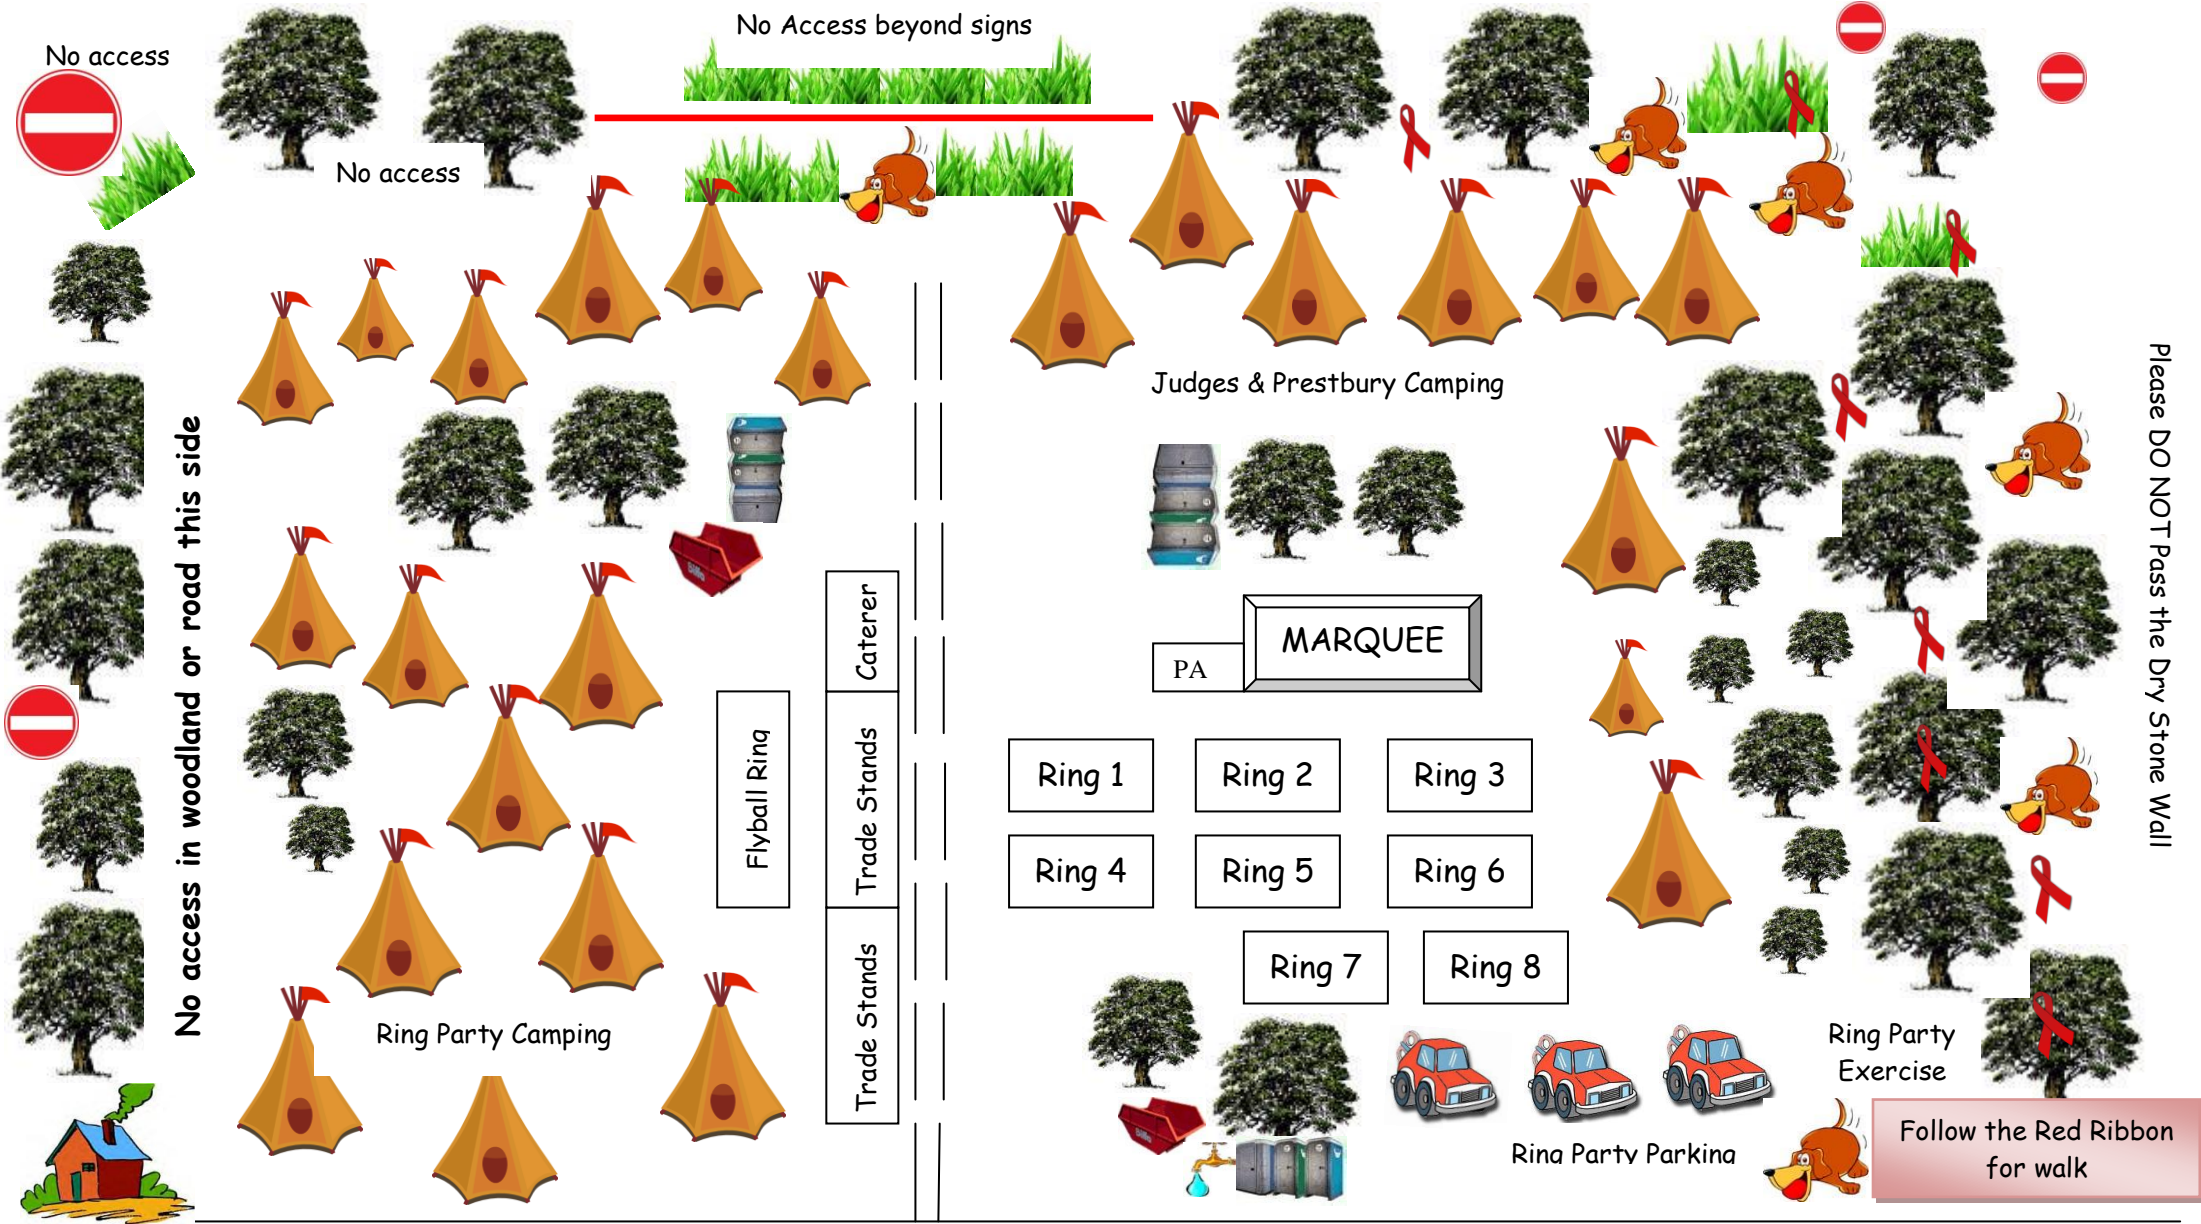 No Access beyond signs
No access
No access
Judges & Prestbury Camping
No access in woodland or road this side
Please DO NOT Pass the Dry Stone Wall
Caterer
MARQUEE
PA
Flyball Ring
Trade Stands
Ring 1
Ring 2
Ring 3
Ring 4
Ring 5
Ring 6
Trade Stands
Ring 7
Ring 8
Ring Party Camping
Ring Party
Exercise
Ring Party Parking
Follow the Red Ribbon
for walk